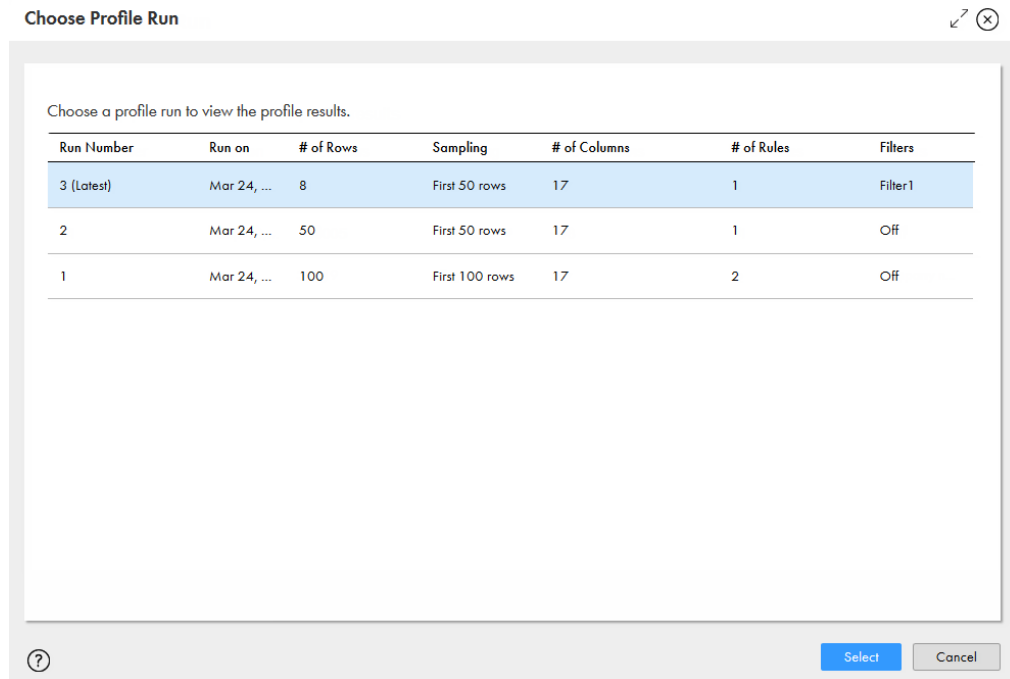 Choose Profile Run
Choose a profile run to view the profile results.
Run Number Run on # of Rows Sampling # of Columns # of Rules Filters
3 (Latest) Mar 24, ... 8 First 50 rows 17 1 Filter1
2 Mar 24, ... 50 First 50 rows 17 1 Off
1 Mar 24, ... 100 First 100 rows 17 2 Off
? Select Cancel